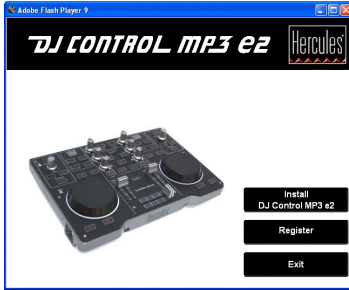 Adobe Flash Player 9
DJ CONTROL MP3 e2
Hercules
Install
DJ Control MP3 e2
Register
Exit